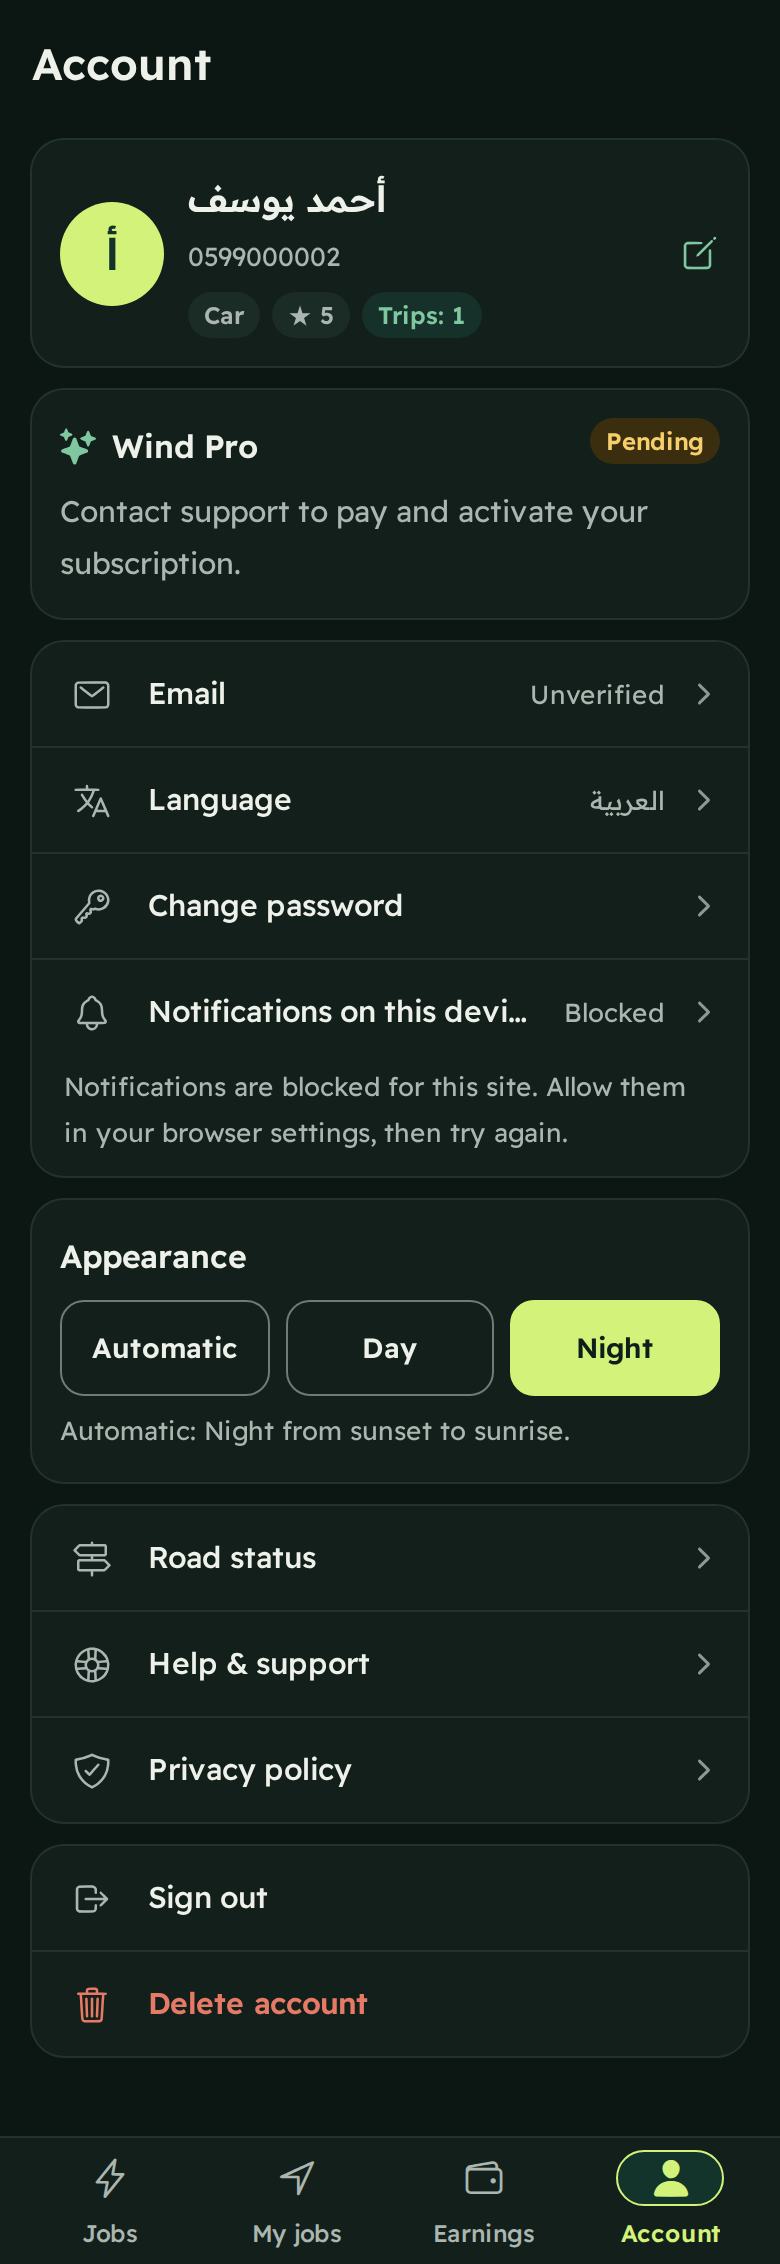 Account
أحمد يوسف
أ
0599000002
Car
★ 5
Trips: 1
Wind Pro
Pending
Contact support to pay and activate your
subscription.
Email
Unverified
Language
العربية
Change password
Notifications on this devi...
Blocked
Notifications are blocked for this site. Allow them
in your browser settings, then try again.
Appearance
Automatic
Day
Night
Automatic: Night from sunset to sunrise.
Road status
Help & support
Privacy policy
Sign out
Delete account
Jobs
My jobs
Earnings
Account